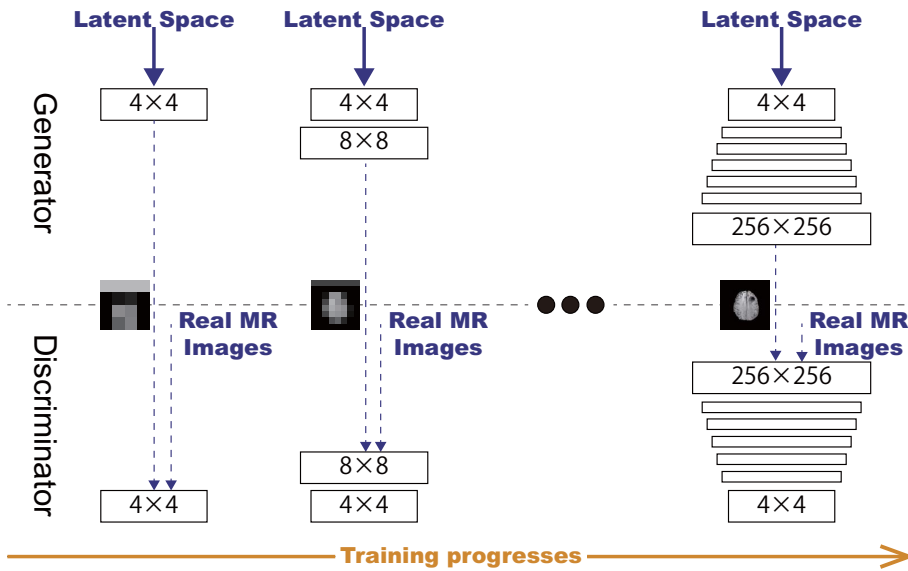 Latent Space
Latent Space
Latent Space
Generator
4×4
4×4
8×8
4×4
256×256
Real MR
Images
Real MR
Images
Real MR
Images
Discriminator
4×4
8×8
4×4
256×256
4×4
Training progresses